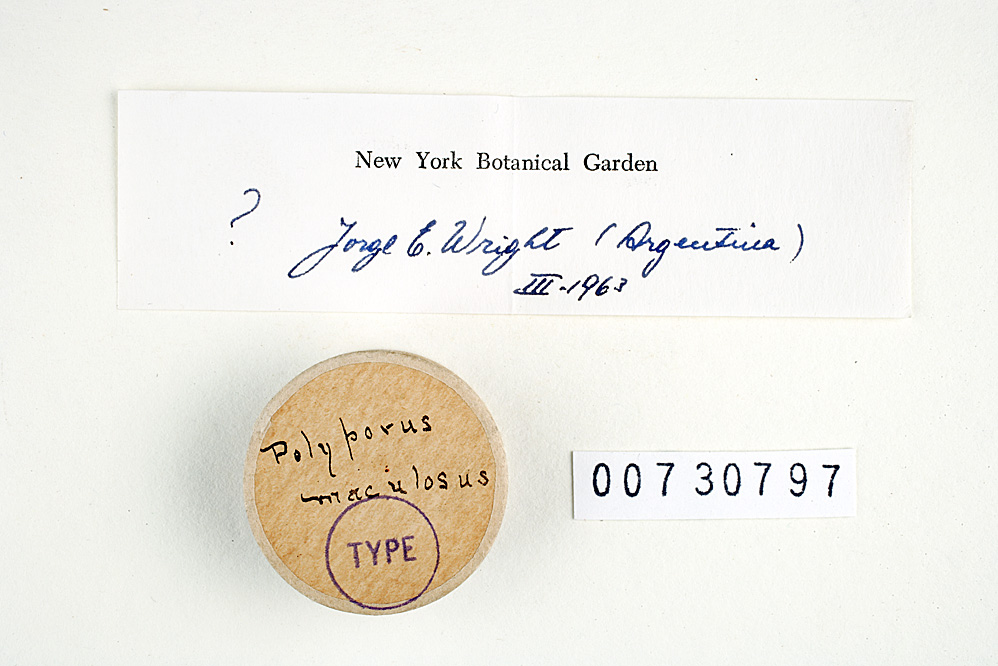 New York Botanical Garden
? Jorge E. Wright (Argentina)
III-1963
Polyporus
maculosus
TYPE
00730797